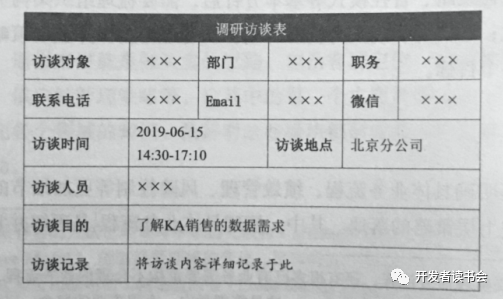 调研访谈表
访谈对象 ××× 部门 ××× 职务 ×××
联系电话 ××× Email ××× 微信 ×××
访谈时间 2019-06-15 14:30-17:10 访谈地点 北京分公司
访谈人员 ×××
访谈目的 了解KA销售的数据需求
访谈记录 将访谈内容详细记录于此
开发者读书会